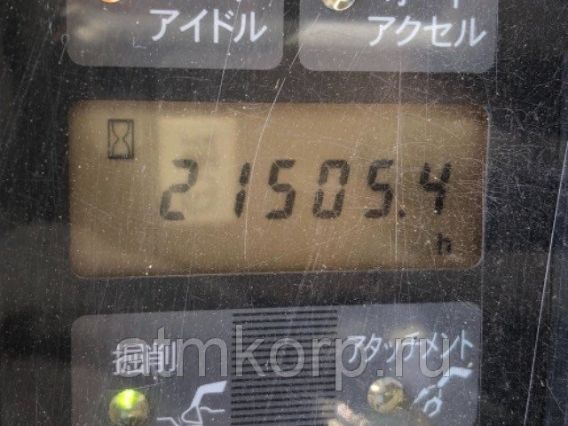 アイドル
アクセル
21505.4
h
掘削
アタッチメント
atmkorp.ru